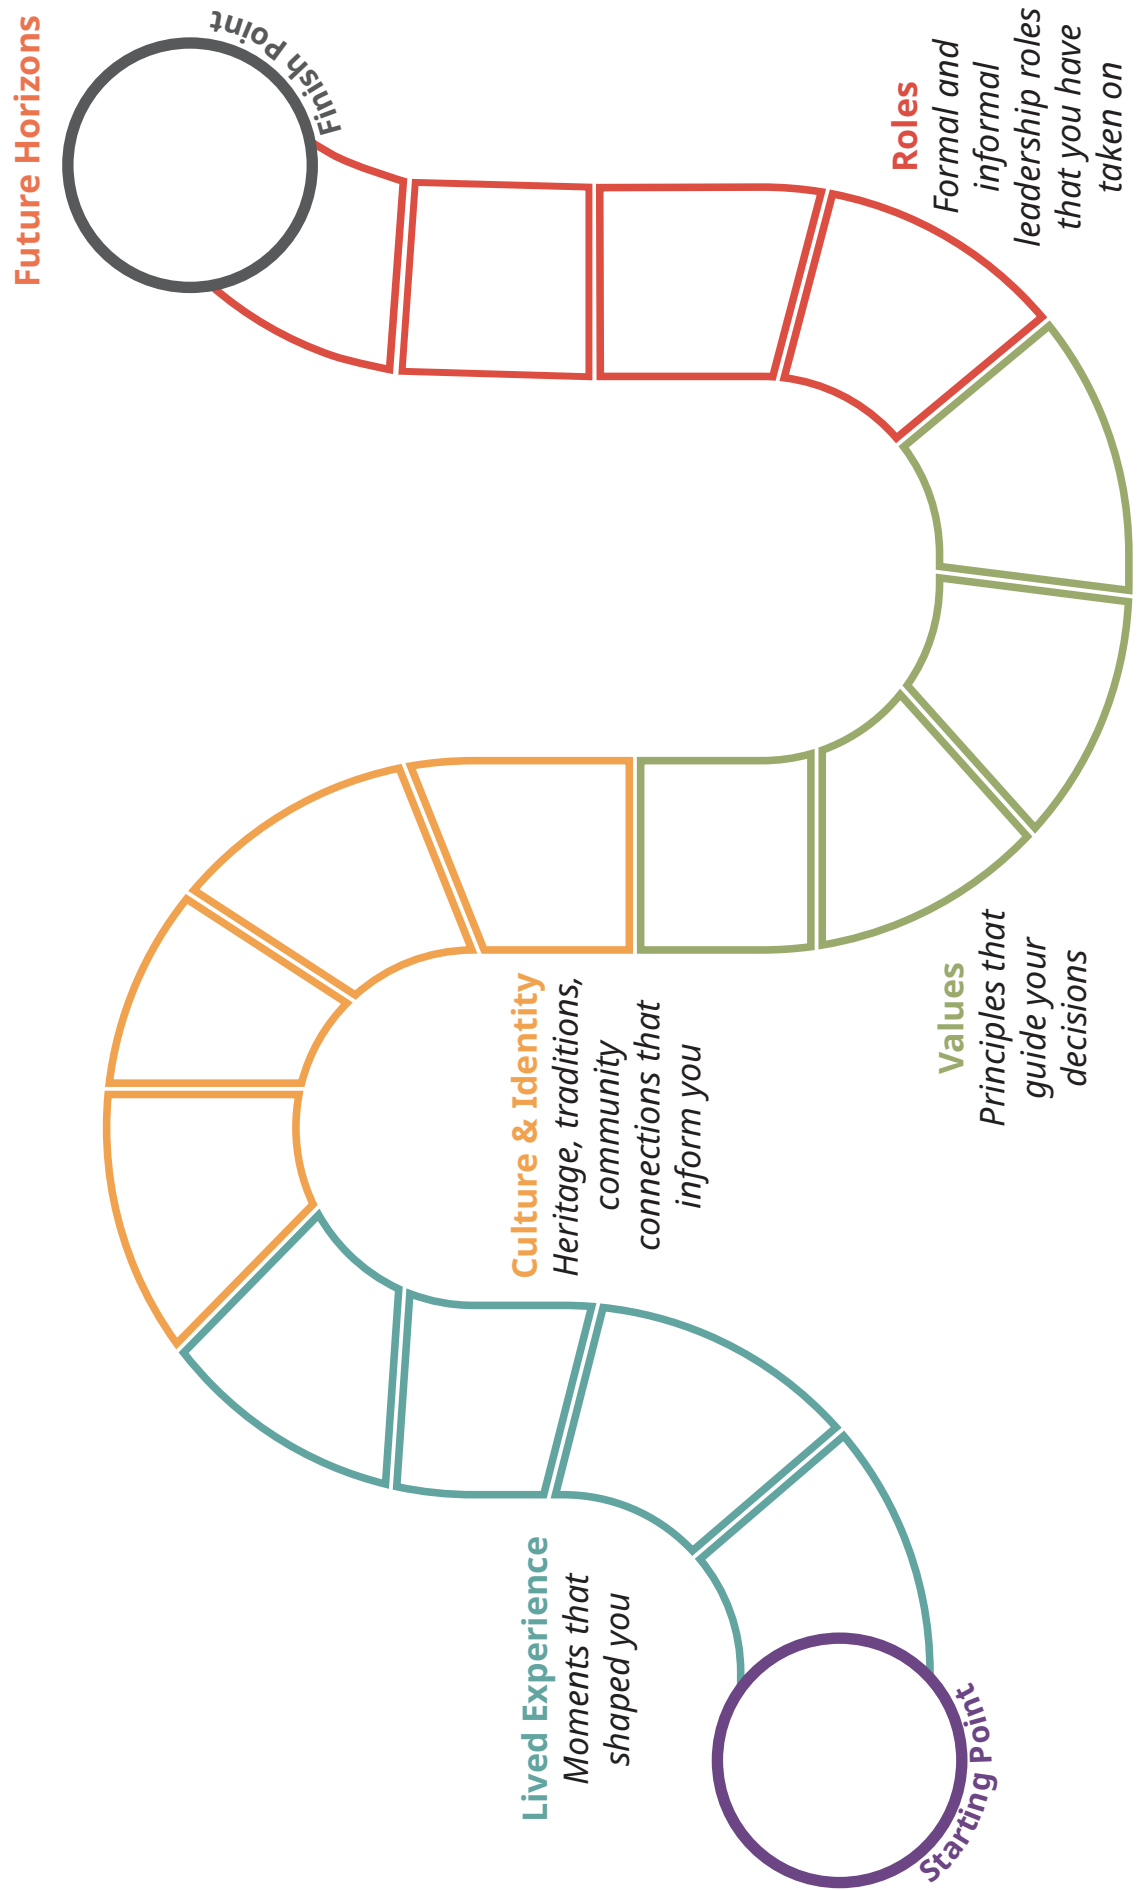 Starting Point
Lived Experience
Moments that
shaped you
Culture & Identity
Heritage, traditions,
community
connections that
inform you
Values
Principles that
guide your
decisions
Roles
Formal and
informal
leadership roles
that you have
taken on
Future Horizons
Finish Point